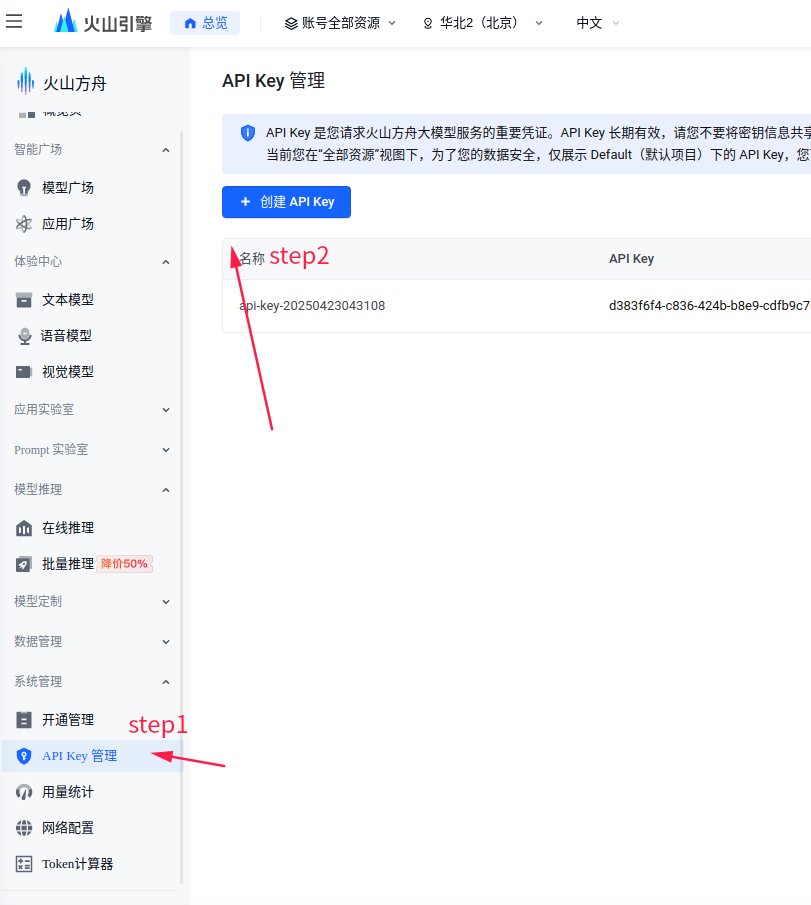 火山引擎
总览
账号全部资源
华北2（北京）
中文
火山方舟
概览页
智能广场
模型广场
应用广场
体验中心
文本模型
语音模型
视觉模型
应用实验室
Prompt 实验室
模型推理
在线推理
批量推理 降价50%
模型定制
数据管理
系统管理
开通管理
step1
API Key 管理
用量统计
网络配置
Token计算器
API Key 管理
API Key 是您请求火山方舟大模型服务的重要凭证。API Key 长期有效，请您不要将密钥信息共享
当前您在“全部资源”视图下，为了您的数据安全，仅展示 Default（默认项目）下的 API Key，您
+ 创建 API Key
名称 step2
API Key
api-key-20250423043108
d383f6f4-c836-424b-b8e9-cdfb9c7